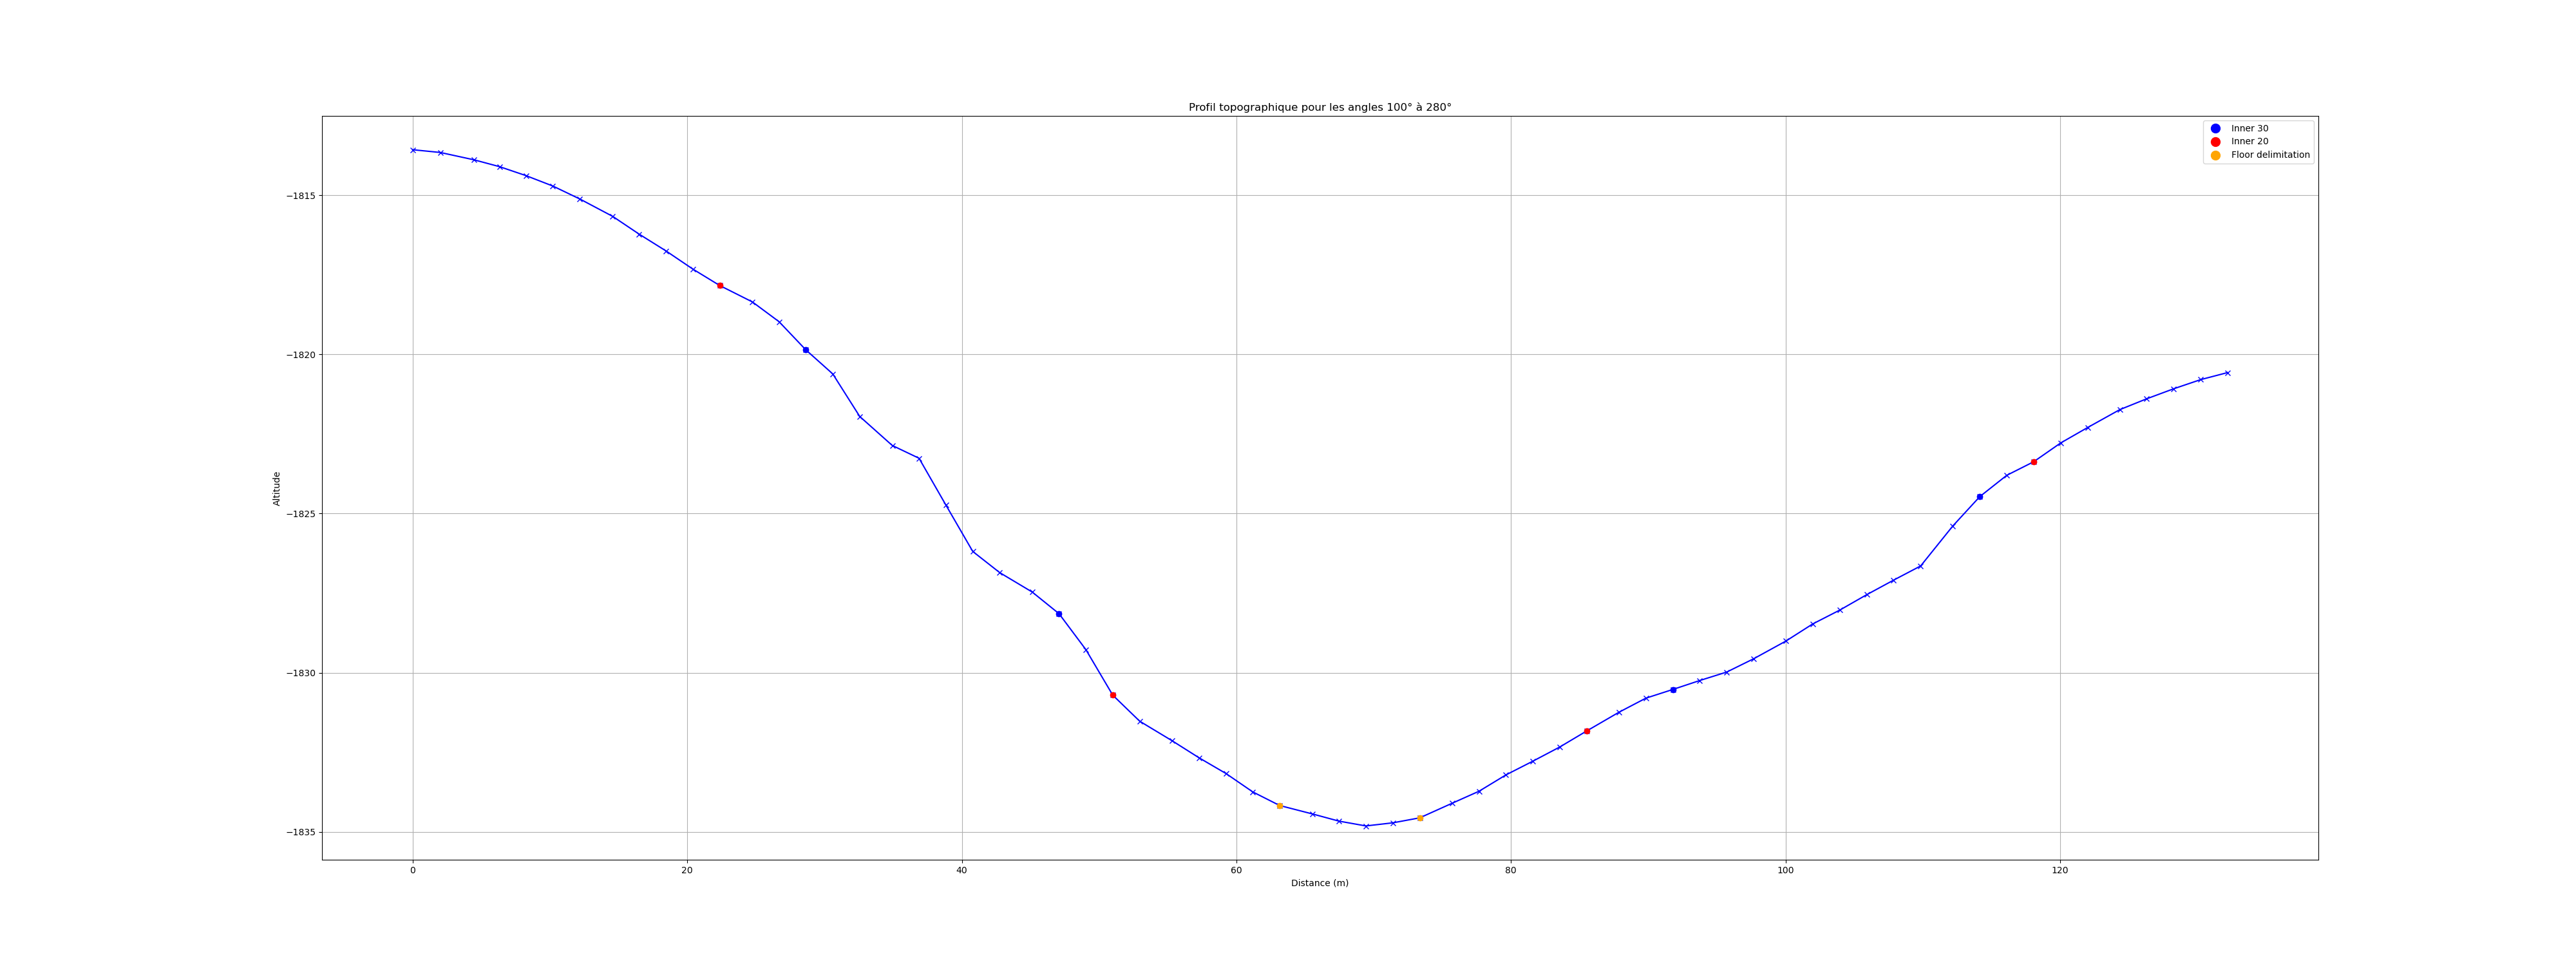 Profil topographique pour les angles 100° à 280°
Inner 30
Inner 20
Floor delimitation
−1815
−1820
−1825
−1830
−1835
Altitude
0 20 40 60 80 100 120
Distance (m)